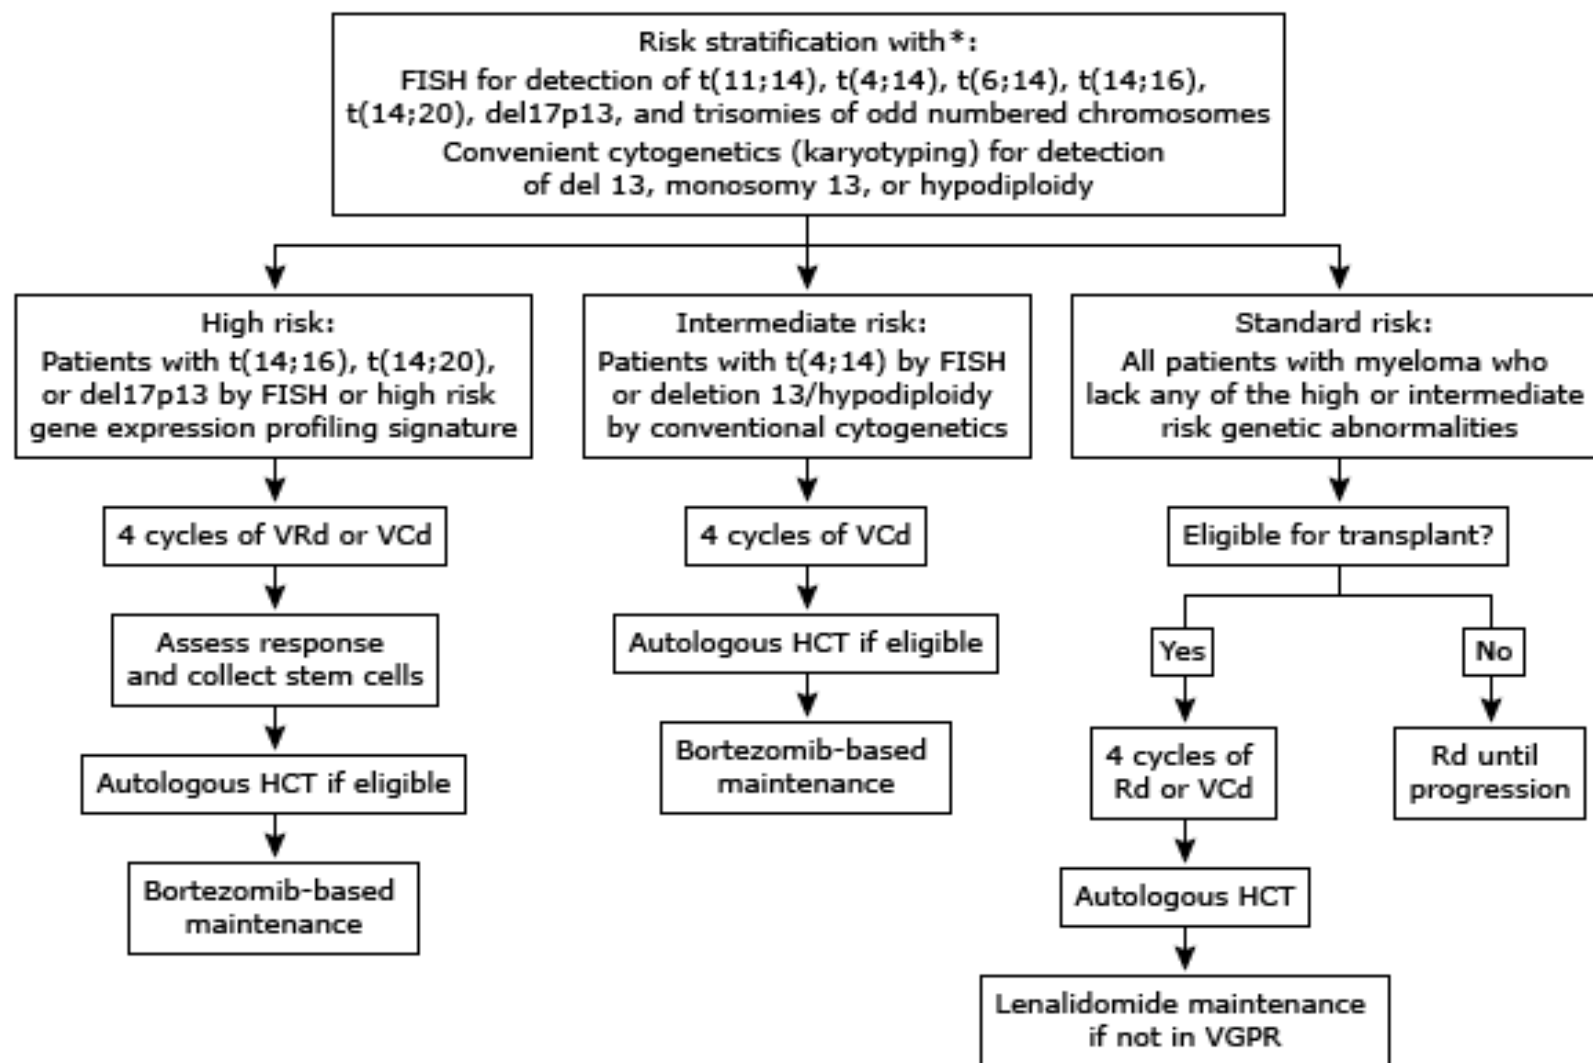 Risk stratification with*:
FISH for detection of t(11;14), t(4;14), t(6;14), t(14;16),
t(14;20), del17p13, and trisomies of odd numbered chromosomes
Convenient cytogenetics (karyotyping) for detection
of del 13, monosomy 13, or hypodiploidy
High risk:
Patients with t(14;16), t(14;20),
or del17p13 by FISH or high risk
gene expression profiling signature
4 cycles of VRd or VCd
Assess response
and collect stem cells
Autologous HCT if eligible
Bortezomib-based
maintenance
Intermediate risk:
Patients with t(4;14) by FISH
or deletion 13/hypodiploidy
by conventional cytogenetics
4 cycles of VCd
Autologous HCT if eligible
Bortezomib-based
maintenance
Standard risk:
All patients with myeloma who
lack any of the high or intermediate
risk genetic abnormalities
Eligible for transplant?
Yes
4 cycles of
Rd or VCd
Autologous HCT
Lenalidomide maintenance
if not in VGPR
No
Rd until
progression